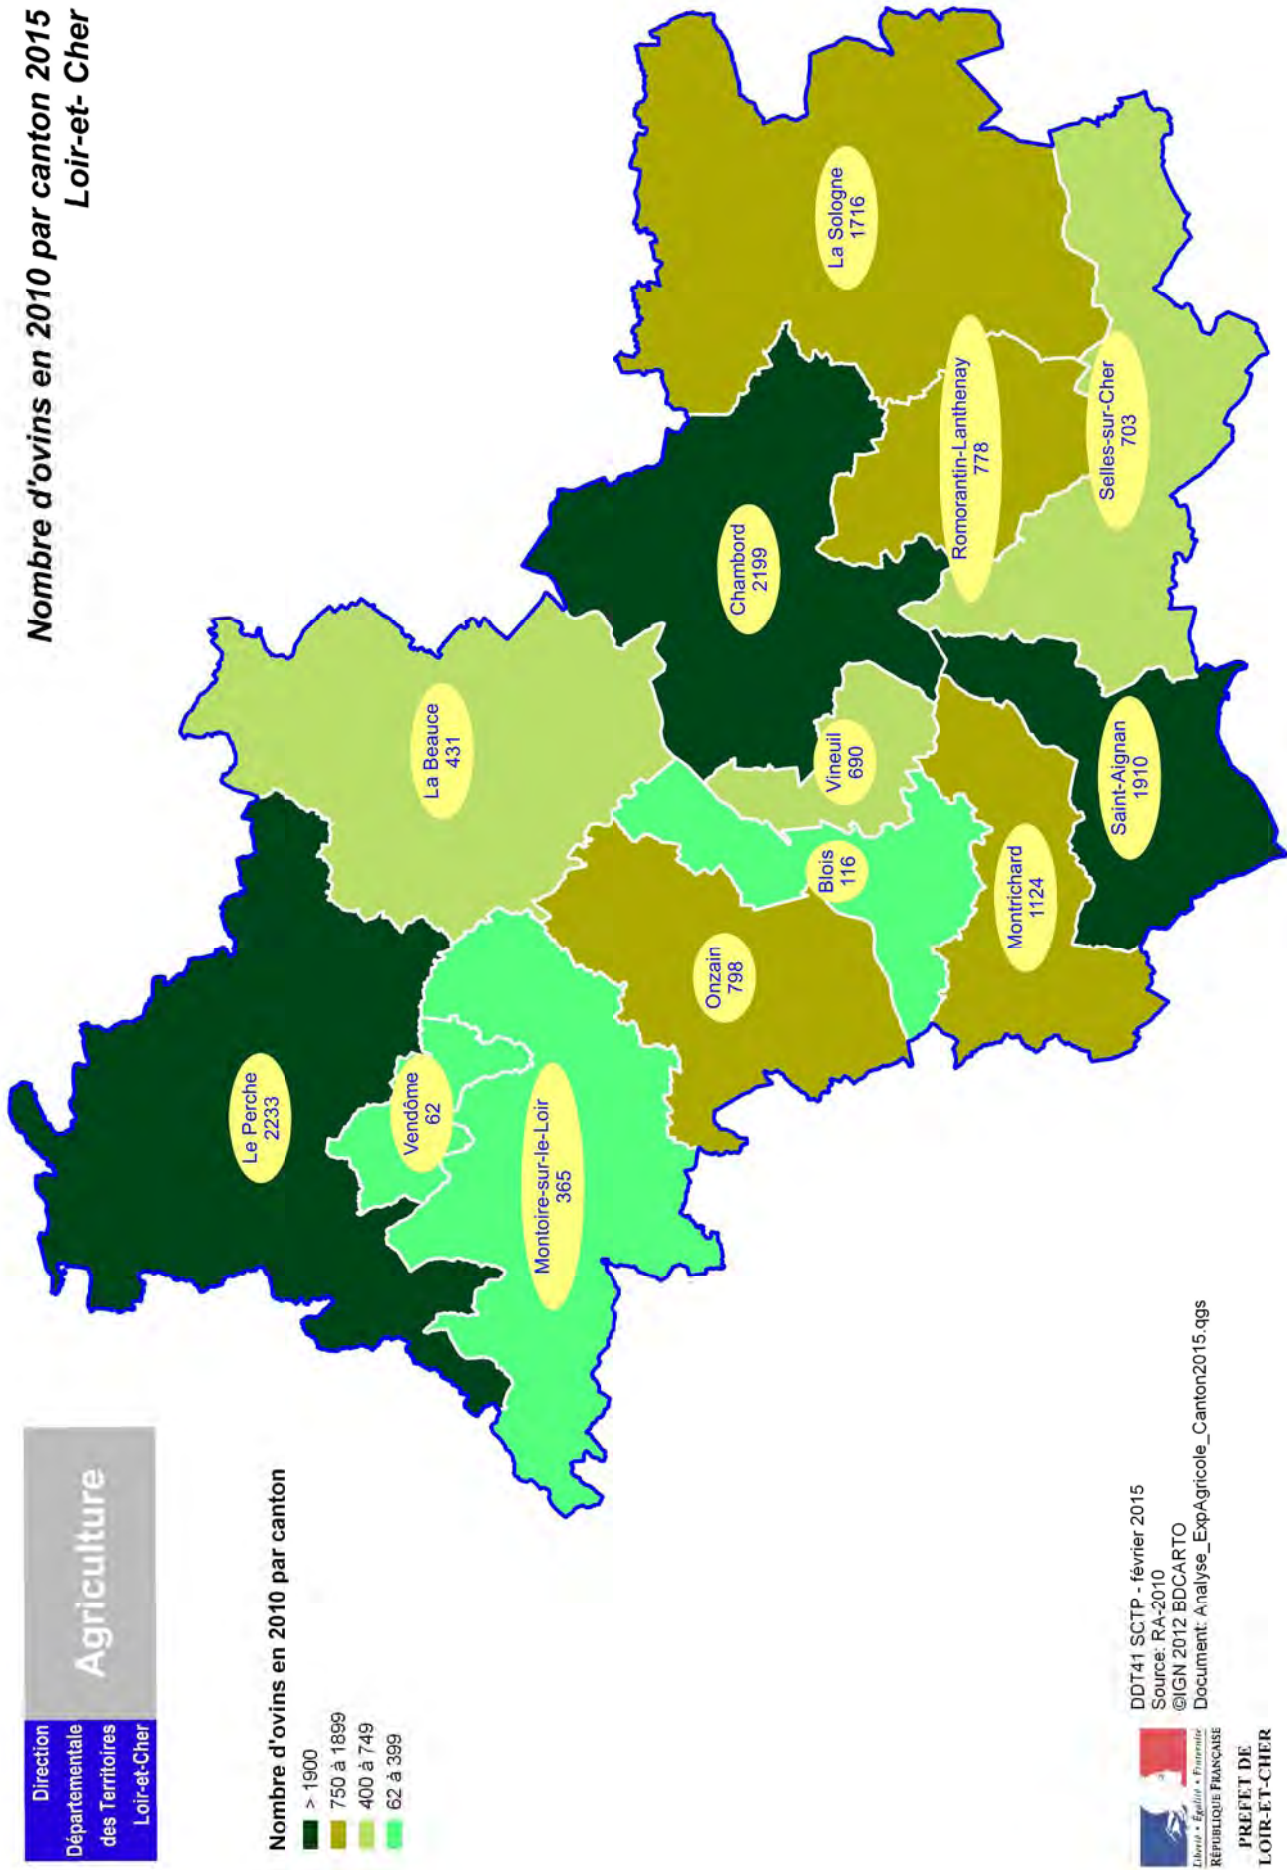 Direction
Départementale
des Territoires
Loir-et-Cher
Agriculture
Nombre d'ovins en 2010 par canton 2015
Loir-et- Cher
Nombre d'ovins en 2010 par canton
> 1900
750 à 1899
400 à 749
62 à 399
Le Perche
2233
Vendôme
62
Montoire-sur-le-Loir
365
La Beauce
431
Onzain
798
Blois
116
Vineuil
690
Chambord
2199
La Sologne
1716
Romorantin-Lanthenay
778
Selles-sur-Cher
703
Saint-Aignan
1910
Montrichard
1124
Liberté • Égalité • Fraternité
RÉPUBLIQUE FRANÇAISE
PREFET DE
LOIR-ET-CHER
DDT41 SCTP - février 2015
Source: RA-2010
©IGN 2012 BDCARTO
Document: Analyse_ExpAgricole_Canton2015.qgs